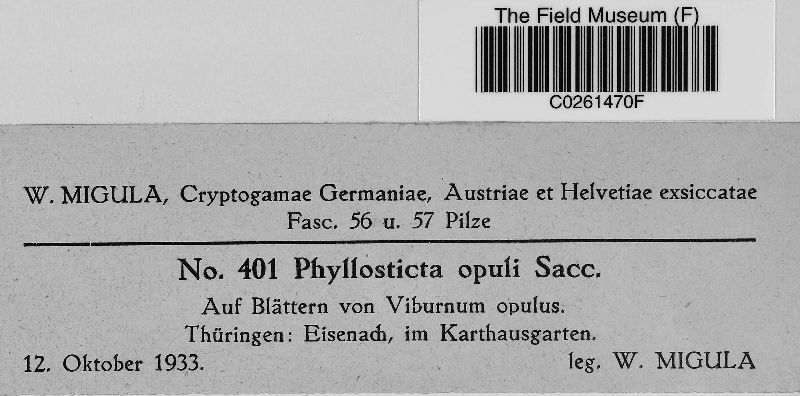 The Field Museum (F)
C0261470F
W. MIGULA, Cryptogamae Germaniae, Austriae et Helvetiae exsiccatae
Fasc. 56 u. 57 Pilze
No. 401 Phyllosticta opuli Sacc.
Auf Blättern von Viburnum opulus.
Thüringen: Eisenach, im Karthausgarten.
12. Oktober 1933. leg. W. MIGULA